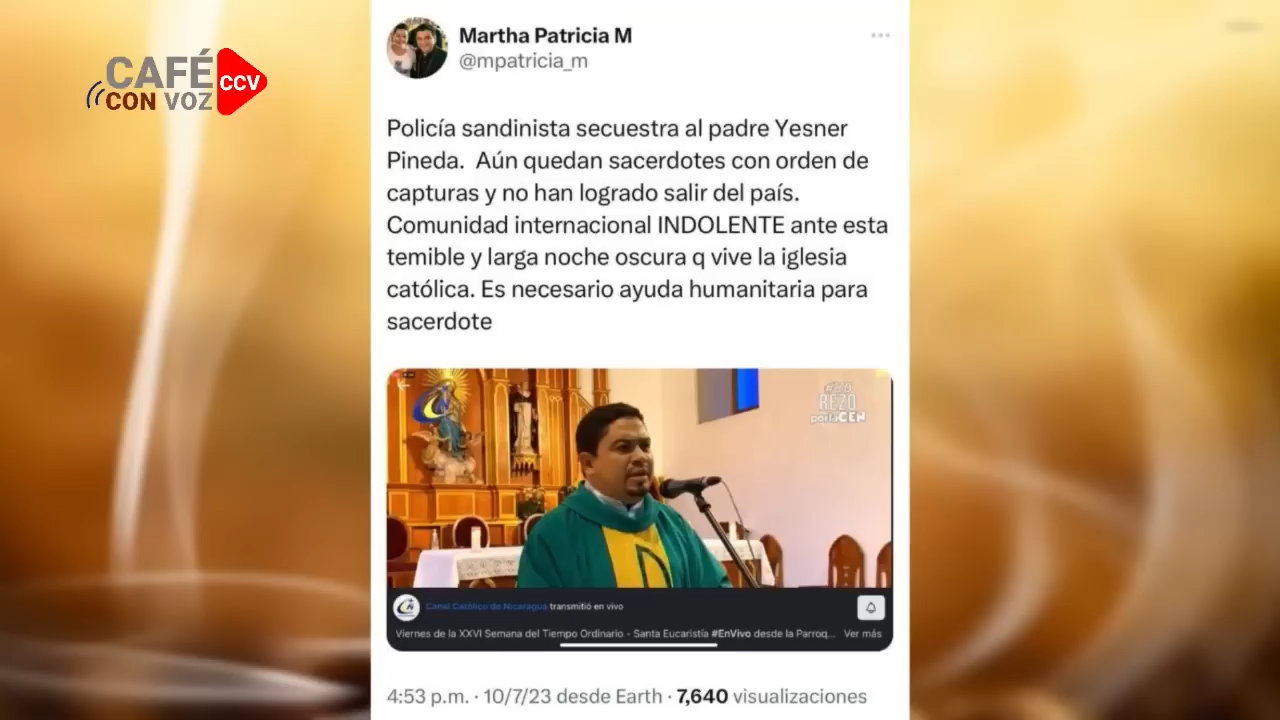 CAFÉ
CON VOZ
CCV
Martha Patricia M
@mpatricia_m
Policía sandinista secuestra al padre Yesner
Pineda. Aún quedan sacerdotes con orden de
capturas y no han logrado salir del país.
Comunidad internacional INDOLENTE ante esta
temible y larga noche oscura q vive la iglesia
católica. Es necesario ayuda humanitaria para
sacerdote
REZO
porlaCEN
Canal Católico de Nicaragua transmitió en vivo
Viernes de la XXVI Semana del Tiempo Ordinario - Santa Eucaristía #EnVivo desde la Parroq... Ver más
4:53 p.m. · 10/7/23 desde Earth · 7,640 visualizaciones